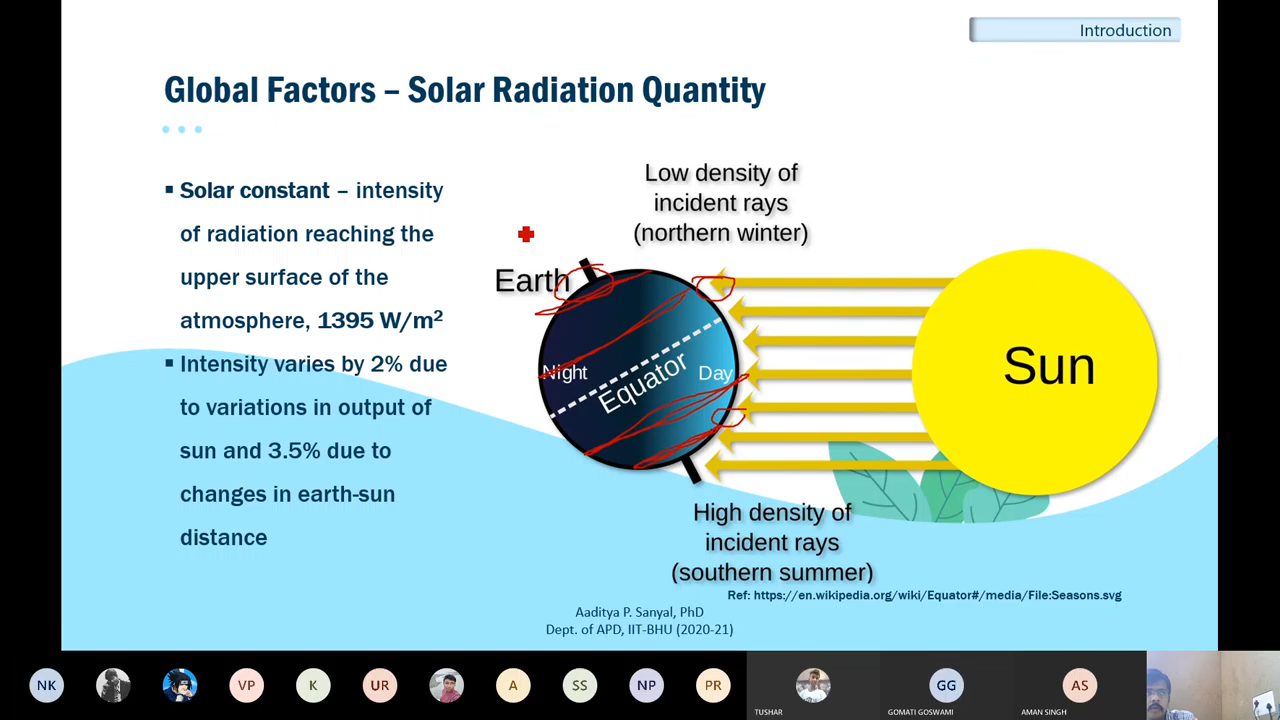 Introduction
Global Factors – Solar Radiation Quantity
▪ Solar constant – intensity
of radiation reaching the
upper surface of the
atmosphere, 1395 W/m²
▪ Intensity varies by 2% due
to variations in output of
sun and 3.5% due to
changes in earth-sun
distance
Low density of
incident rays
(northern winter)
Earth
Night
Equator
Day
Sun
High density of
incident rays
(southern summer)
Ref: https://en.wikipedia.org/wiki/Equator#/media/File:Seasons.svg
Aaditya P. Sanyal, PhD
Dept. of APD, IIT-BHU (2020-21)
NK
VP
K
UR
A
SS
NP
PR
TUSHAR
GG
GOMATI GOSWAMI
AS
AMAN SINGH